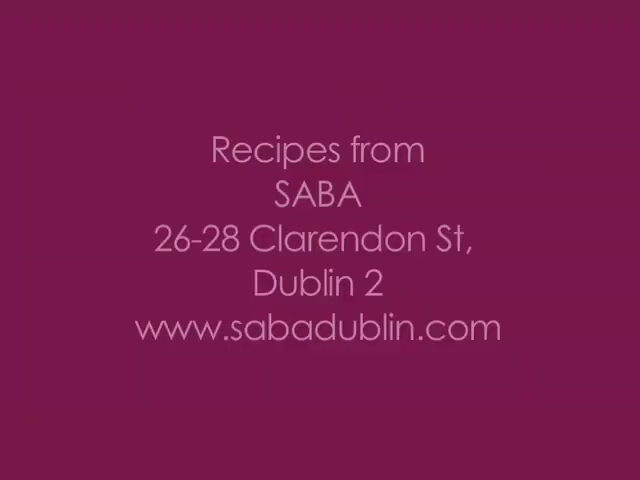 Recipes from
SABA
26-28 Clarendon St,
Dublin 2
www.sabadublin.com